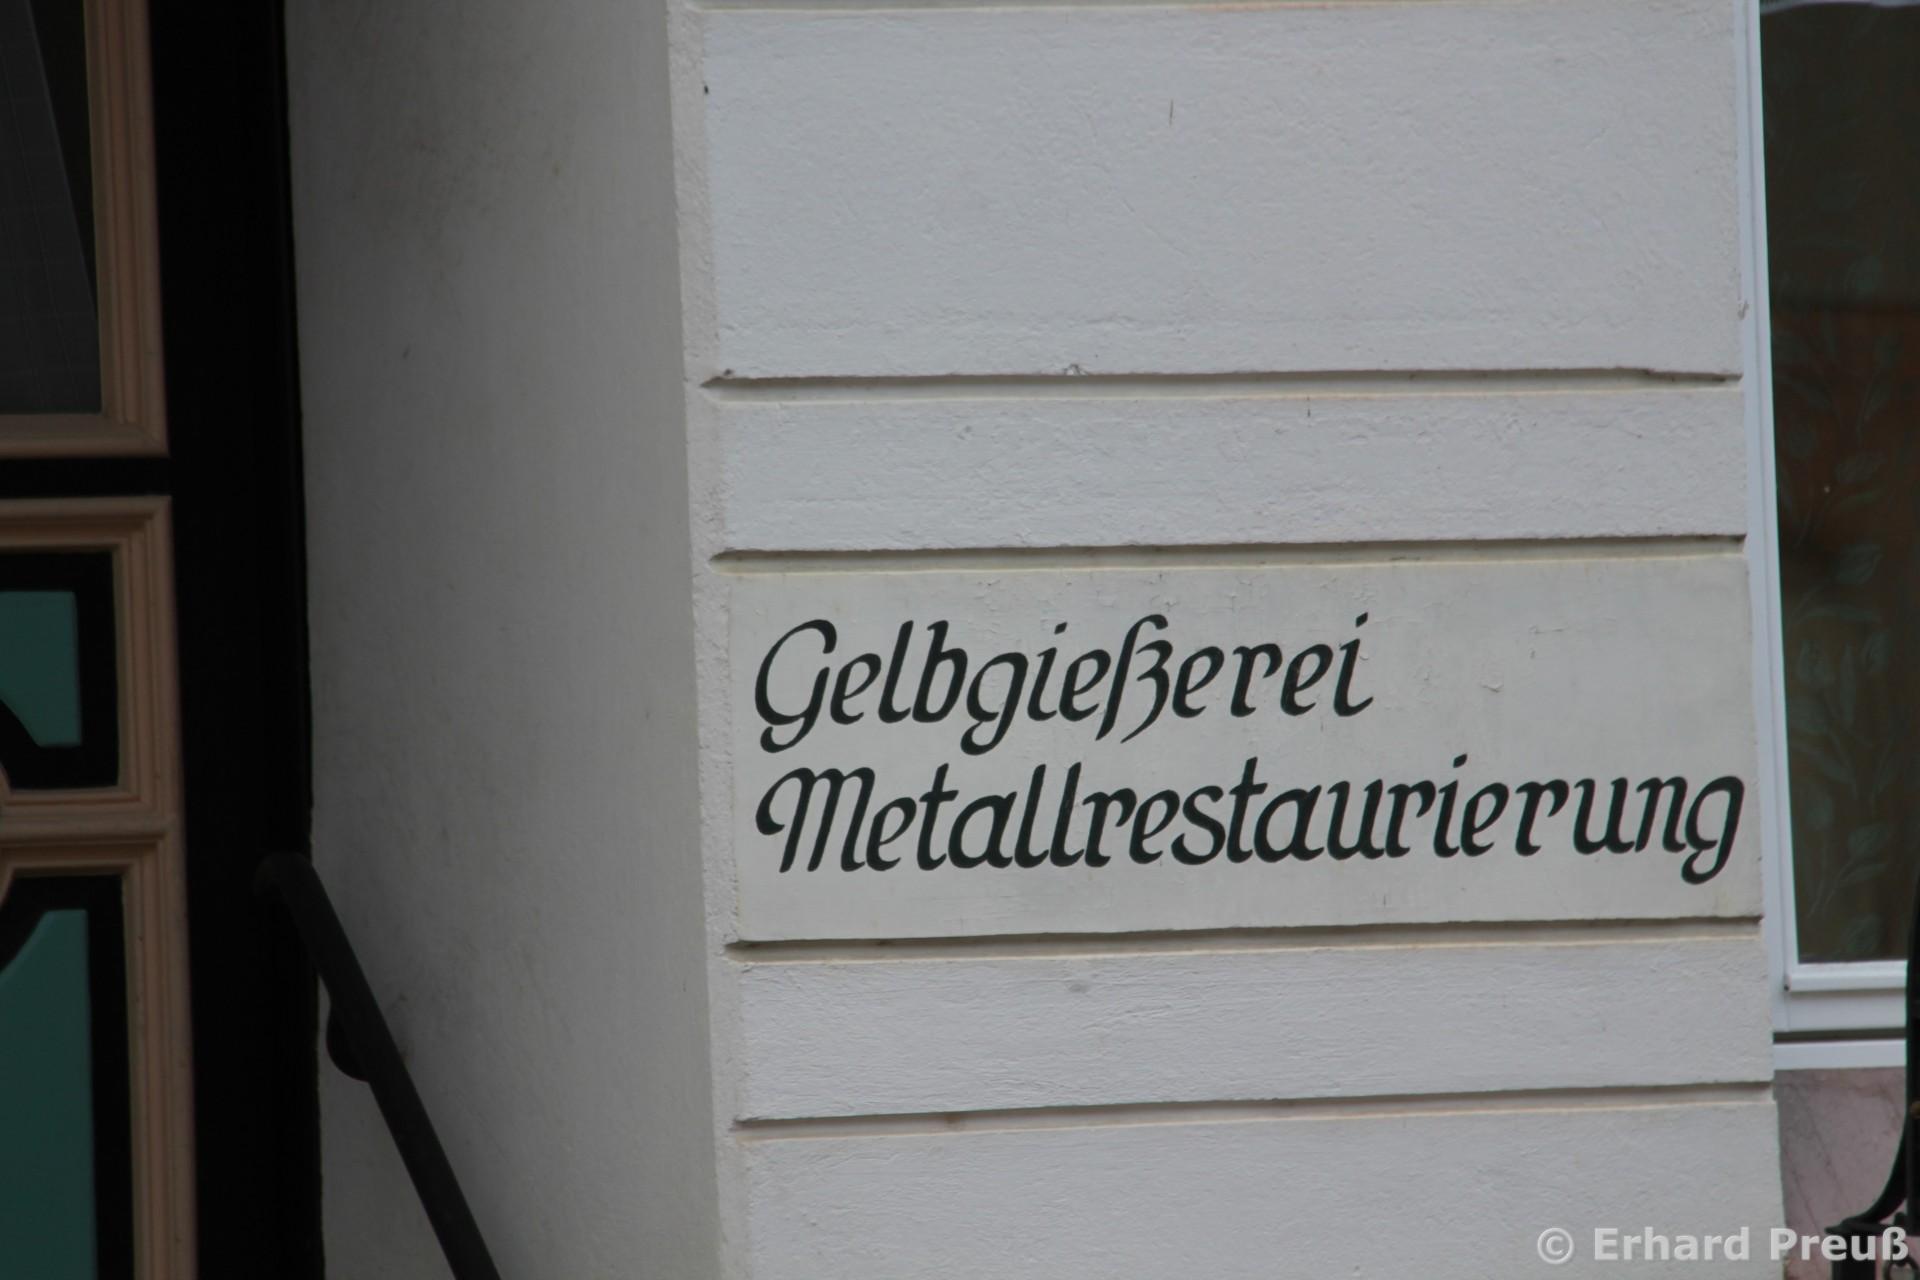 Gelbgießerei
Metallrestaurierung
© Erhard Preuß